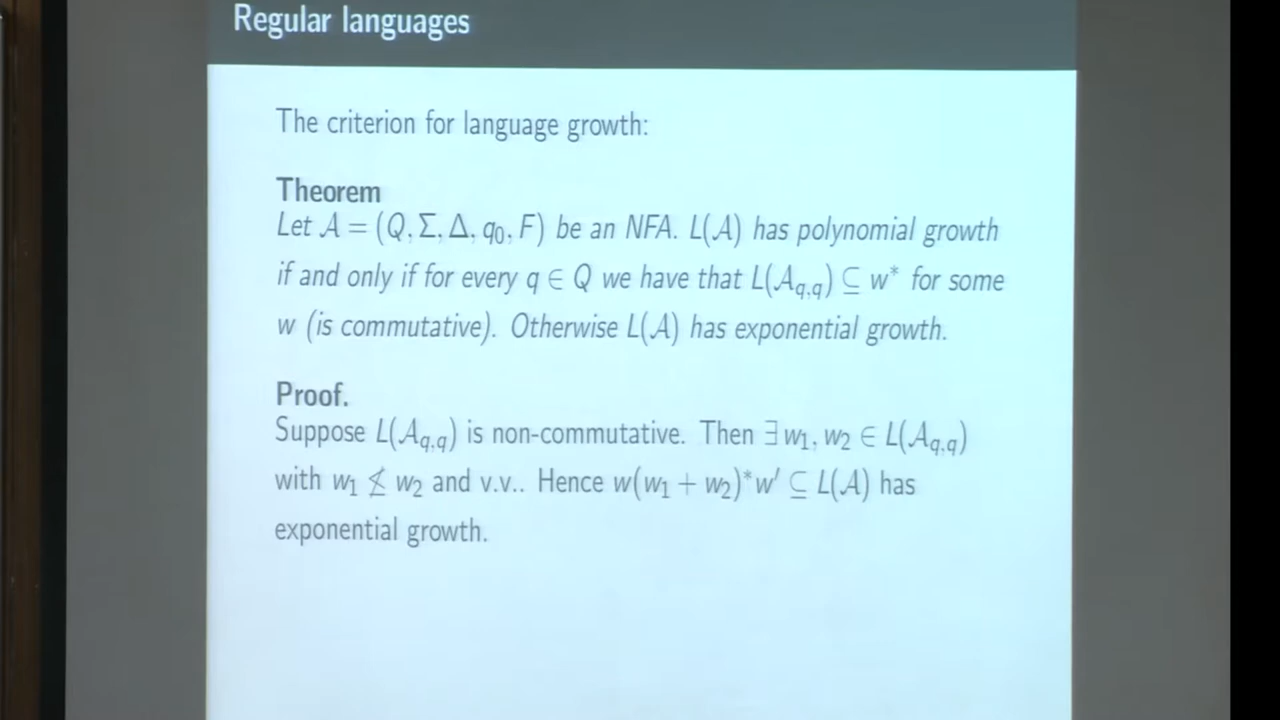 Regular languages
The criterion for language growth:
Theorem
Let 𝒜 = (Q, Σ, Δ, q₀, F) be an NFA. L(𝒜) has polynomial growth
if and only if for every q ∈ Q we have that L(𝒜_{q,q}) ⊆ w* for some
w (is commutative). Otherwise L(𝒜) has exponential growth.
Proof.
Suppose L(𝒜_{q,q}) is non-commutative. Then ∃ w₁, w₂ ∈ L(𝒜_{q,q})
with w₁ ≰ w₂ and v.v.. Hence w(w₁ + w₂)*w′ ⊆ L(𝒜) has
exponential growth.